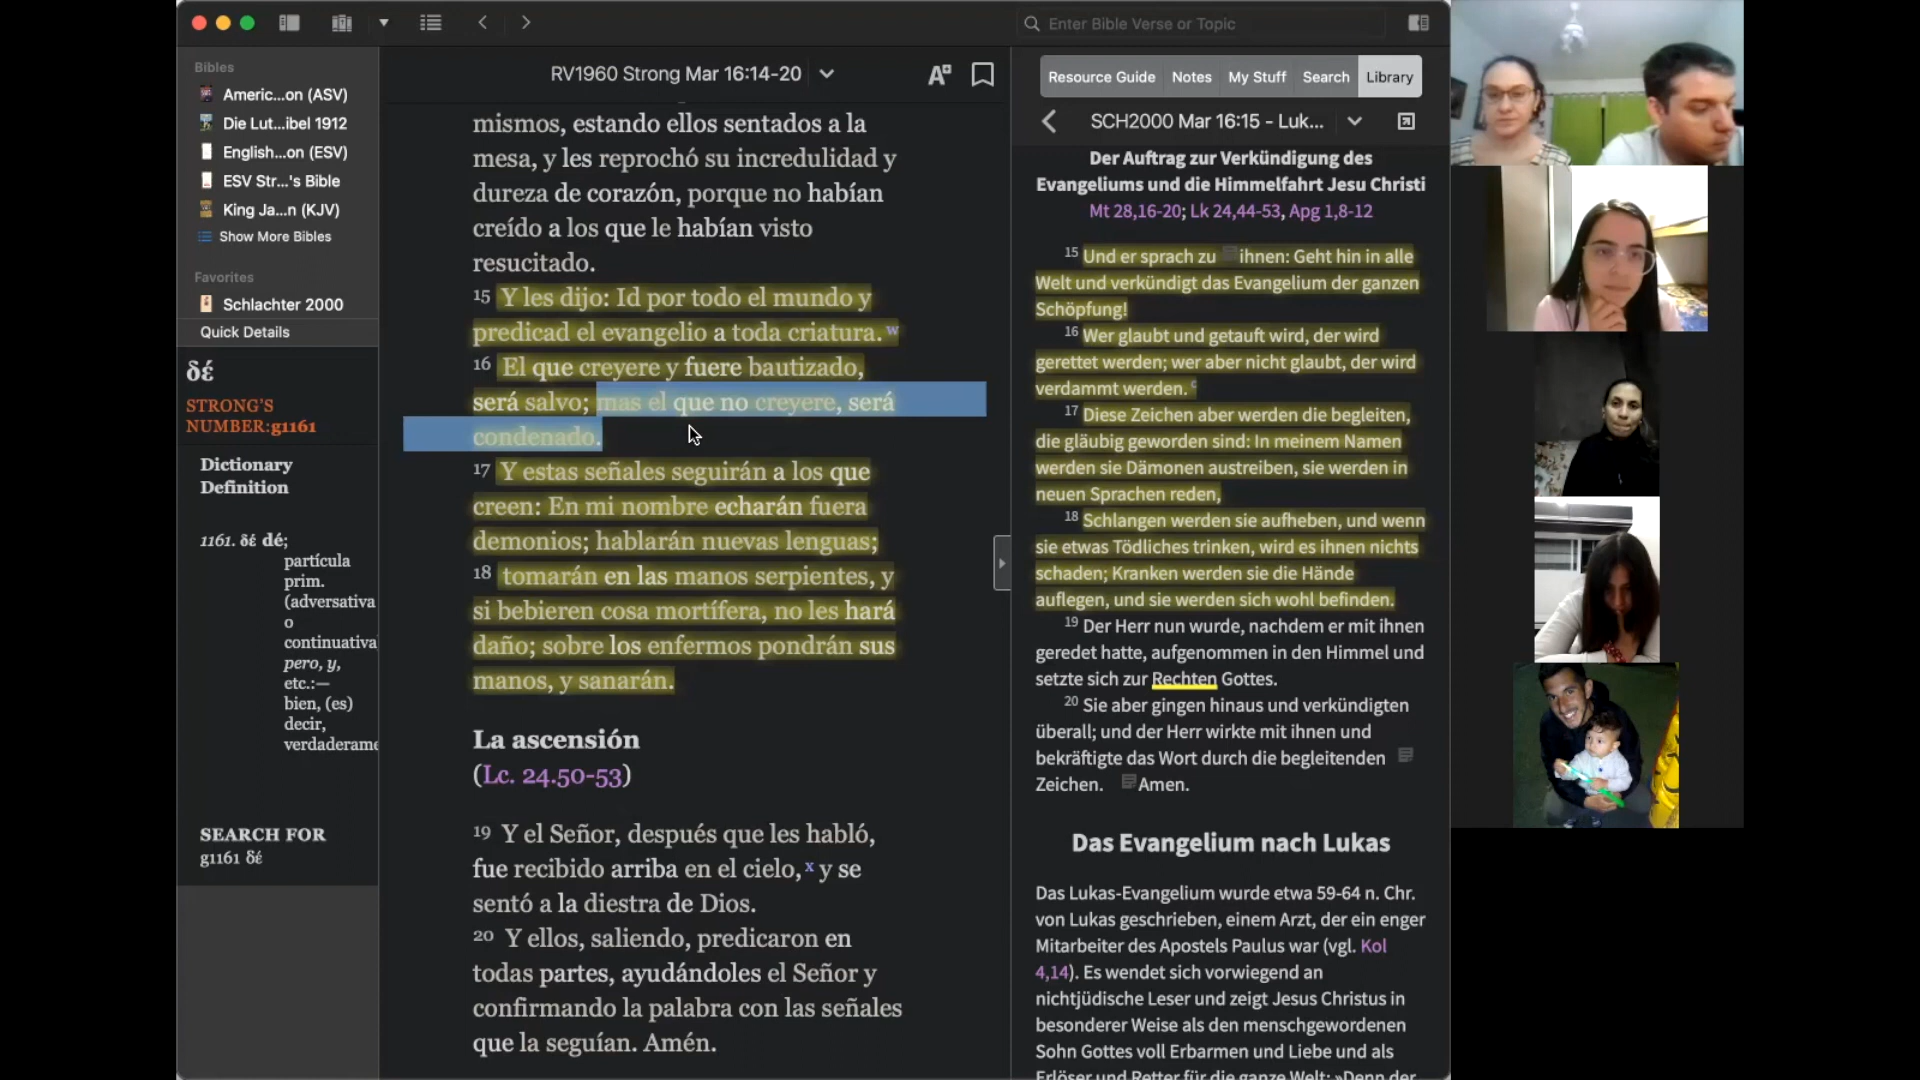 Enter Bible Verse or Topic
Bibles
Americ...on (ASV)
Die Lut...ibel 1912
English...on (ESV)
ESV Str...'s Bible
King Ja...n (KJV)
Show More Bibles
Favorites
Schlachter 2000
Quick Details
δέ
STRONG'S
NUMBER:g1161
Dictionary
Definition
1161. δέ dé;
partícula
prim.
(adversativa
o
continuativa
pero, y,
etc.:—
bien, (es)
decir,
verdaderame
SEARCH FOR
g1161 δέ
RV1960 Strong Mar 16:14-20
mismos, estando ellos sentados a la
mesa, y les reprochó su incredulidad y
dureza de corazón, porque no habían
creído a los que le habían visto
resucitado.
15 Y les dijo: Id por todo el mundo y
predicad el evangelio a toda criatura. w
16 El que creyere y fuere bautizado,
será salvo; mas el que no creyere, será
condenado.
17 Y estas señales seguirán a los que
creen: En mi nombre echarán fuera
demonios; hablarán nuevas lenguas;
18 tomarán en las manos serpientes, y
si bebieren cosa mortífera, no les hará
daño; sobre los enfermos pondrán sus
manos, y sanarán.
La ascensión
(Lc. 24.50-53)
19 Y el Señor, después que les habló,
fue recibido arriba en el cielo,x y se
sentó a la diestra de Dios.
20 Y ellos, saliendo, predicaron en
todas partes, ayudándoles el Señor y
confirmando la palabra con las señales
que la seguían. Amén.
Resource Guide Notes My Stuff Search Library
SCH2000 Mar 16:15 - Luk...
Der Auftrag zur Verkündigung des
Evangeliums und die Himmelfahrt Jesu Christi
Mt 28,16-20; Lk 24,44-53, Apg 1,8-12
15 Und er sprach zu ihnen: Geht hin in alle
Welt und verkündigt das Evangelium der ganzen
Schöpfung!
16 Wer glaubt und getauft wird, der wird
gerettet werden; wer aber nicht glaubt, der wird
verdammt werden. c
17 Diese Zeichen aber werden die begleiten,
die gläubig geworden sind: In meinem Namen
werden sie Dämonen austreiben, sie werden in
neuen Sprachen reden,
18 Schlangen werden sie aufheben, und wenn
sie etwas Tödliches trinken, wird es ihnen nichts
schaden; Kranken werden sie die Hände
auflegen, und sie werden sich wohl befinden.
19 Der Herr nun wurde, nachdem er mit ihnen
geredet hatte, aufgenommen in den Himmel und
setzte sich zur Rechten Gottes.
20 Sie aber gingen hinaus und verkündigten
überall; und der Herr wirkte mit ihnen und
bekräftigte das Wort durch die begleitenden
Zeichen. Amen.
Das Evangelium nach Lukas
Das Lukas-Evangelium wurde etwa 59-64 n. Chr.
von Lukas geschrieben, einem Arzt, der ein enger
Mitarbeiter des Apostels Paulus war (vgl. Kol
4,14). Es wendet sich vorwiegend an
nichtjüdische Leser und zeigt Jesus Christus in
besonderer Weise als den menschgewordenen
Sohn Gottes voll Erbarmen und Liebe und als
Erlöser und Retter für die ganze Welt: »Denn der